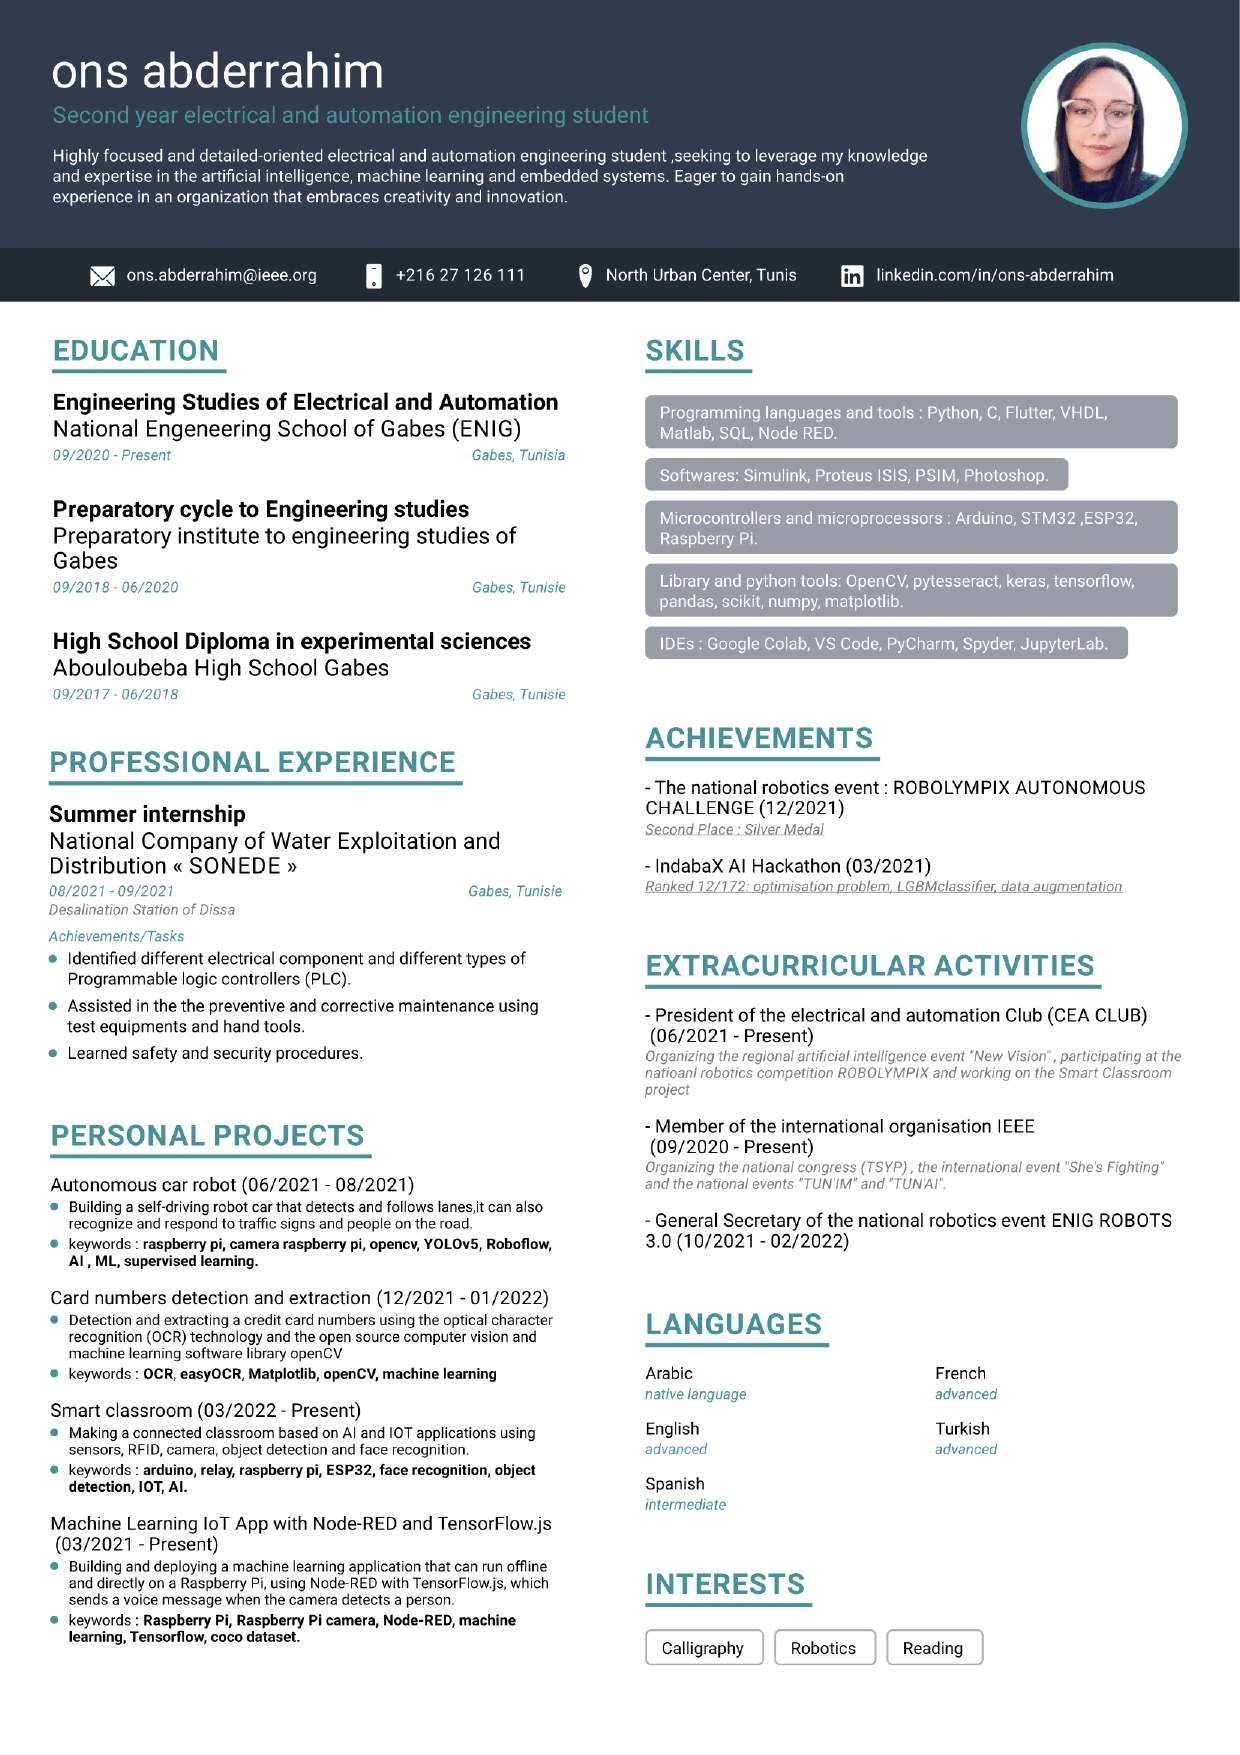 ons abderrahim
Second year electrical and automation engineering student
Highly focused and detailed-oriented electrical and automation engineering student ,seeking to leverage my knowledge
and expertise in the artificial intelligence, machine learning and embedded systems. Eager to gain hands-on
experience in an organization that embraces creativity and innovation.
ons.abderrahim@ieee.org
+216 27 126 111
North Urban Center, Tunis
linkedin.com/in/ons-abderrahim
EDUCATION
Engineering Studies of Electrical and Automation
National Engeneering School of Gabes (ENIG)
09/2020 - Present
Gabes, Tunisia
Preparatory cycle to Engineering studies
Preparatory institute to engineering studies of
Gabes
09/2018 - 06/2020
Gabes, Tunisie
High School Diploma in experimental sciences
Abouloubeba High School Gabes
09/2017 - 06/2018
Gabes, Tunisie
PROFESSIONAL EXPERIENCE
Summer internship
National Company of Water Exploitation and
Distribution « SONEDE »
08/2021 - 09/2021
Gabes, Tunisie
Desalination Station of Dissa
Achievements/Tasks
Identified different electrical component and different types of
Programmable logic controllers (PLC).
Assisted in the the preventive and corrective maintenance using
test equipments and hand tools.
Learned safety and security procedures.
PERSONAL PROJECTS
Autonomous car robot (06/2021 - 08/2021)
Building a self-driving robot car that detects and follows lanes,it can also
recognize and respond to traffic signs and people on the road.
keywords : raspberry pi, camera raspberry pi, opencv, YOLOv5, Roboflow,
AI , ML, supervised learning.
Card numbers detection and extraction (12/2021 - 01/2022)
Detection and extracting a credit card numbers using the optical character
recognition (OCR) technology and the open source computer vision and
machine learning software library openCV
keywords : OCR, easyOCR, Matplotlib, openCV, machine learning
Smart classroom (03/2022 - Present)
Making a connected classroom based on AI and IOT applications using
sensors, RFID, camera, object detection and face recognition.
keywords : arduino, relay, raspberry pi, ESP32, face recognition, object
detection, IOT, AI.
Machine Learning IoT App with Node-RED and TensorFlow.js
(03/2021 - Present)
Building and deploying a machine learning application that can run offline
and directly on a Raspberry Pi, using Node-RED with TensorFlow.js, which
sends a voice message when the camera detects a person.
keywords : Raspberry Pi, Raspberry Pi camera, Node-RED, machine
learning, Tensorflow, coco dataset.
SKILLS
Programming languages and tools : Python, C, Flutter, VHDL,
Matlab, SQL, Node RED.
Softwares: Simulink, Proteus ISIS, PSIM, Photoshop.
Microcontrollers and microprocessors : Arduino, STM32 ,ESP32,
Raspberry Pi.
Library and python tools: OpenCV, pytesseract, keras, tensorflow,
pandas, scikit, numpy, matplotlib.
IDEs : Google Colab, VS Code, PyCharm, Spyder, JupyterLab.
ACHIEVEMENTS
- The national robotics event : ROBOLYMPIX AUTONOMOUS
CHALLENGE (12/2021)
Second Place : Silver Medal
- IndabaX AI Hackathon (03/2021)
Ranked 12/172: optimisation problem, LGBMclassifier, data augmentation
EXTRACURRICULAR ACTIVITIES
- President of the electrical and automation Club (CEA CLUB)
(06/2021 - Present)
Organizing the regional artificial intelligence event "New Vision" , participating at the
natioanl robotics competition ROBOLYMPIX and working on the Smart Classroom
project
- Member of the international organisation IEEE
(09/2020 - Present)
Organizing the national congress (TSYP) , the international event "She's Fighting"
and the national events "TUN'IM" and "TUN'AI".
- General Secretary of the national robotics event ENIG ROBOTS
3.0 (10/2021 - 02/2022)
LANGUAGES
Arabic
native language
French
advanced
English
advanced
Turkish
advanced
Spanish
intermediate
INTERESTS
Calligraphy
Robotics
Reading